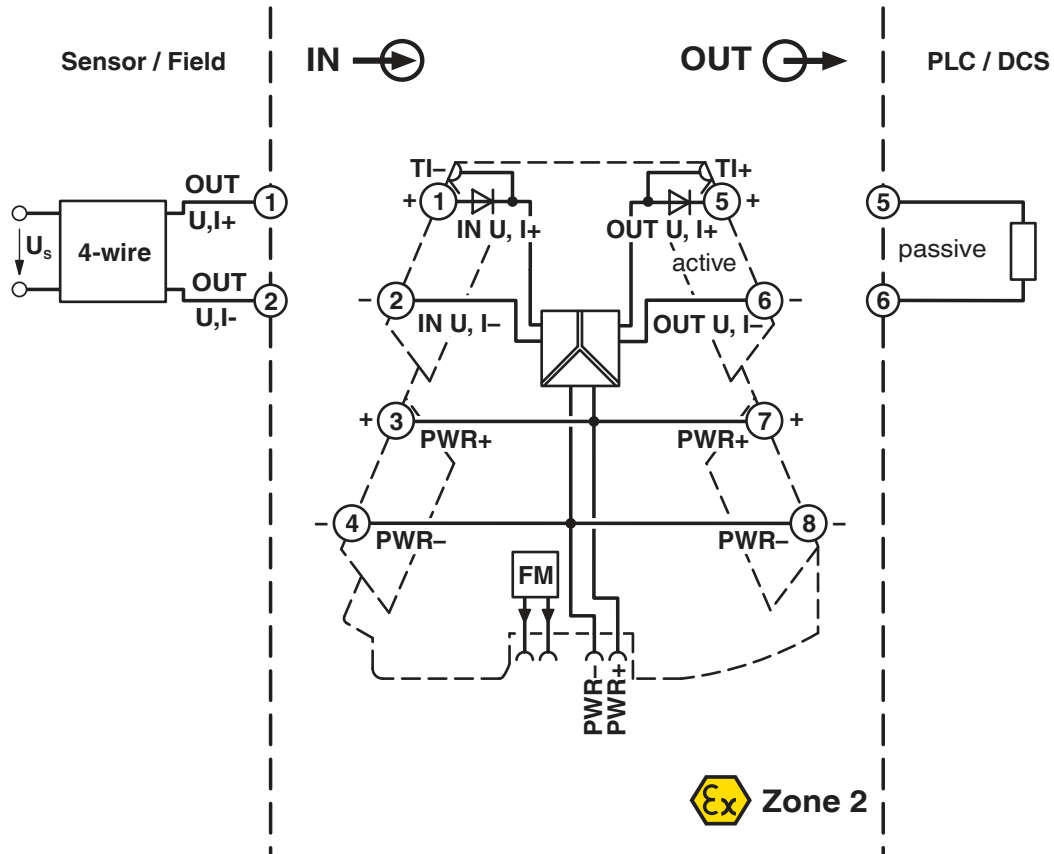 Sensor / Field
IN
OUT
PLC / DCS
TI–
TI+
OUT
1
+ 1
5 +
5
U,I+
IN U, I+
OUT U, I+
Us
4-wire
active
passive
OUT
2
– 2
6 –
6
U,I-
IN U, I–
OUT U, I–
+ 3
7 +
PWR+
PWR+
– 4
8 –
PWR–
PWR–
FM
PWR–
PWR+
Ex Zone 2